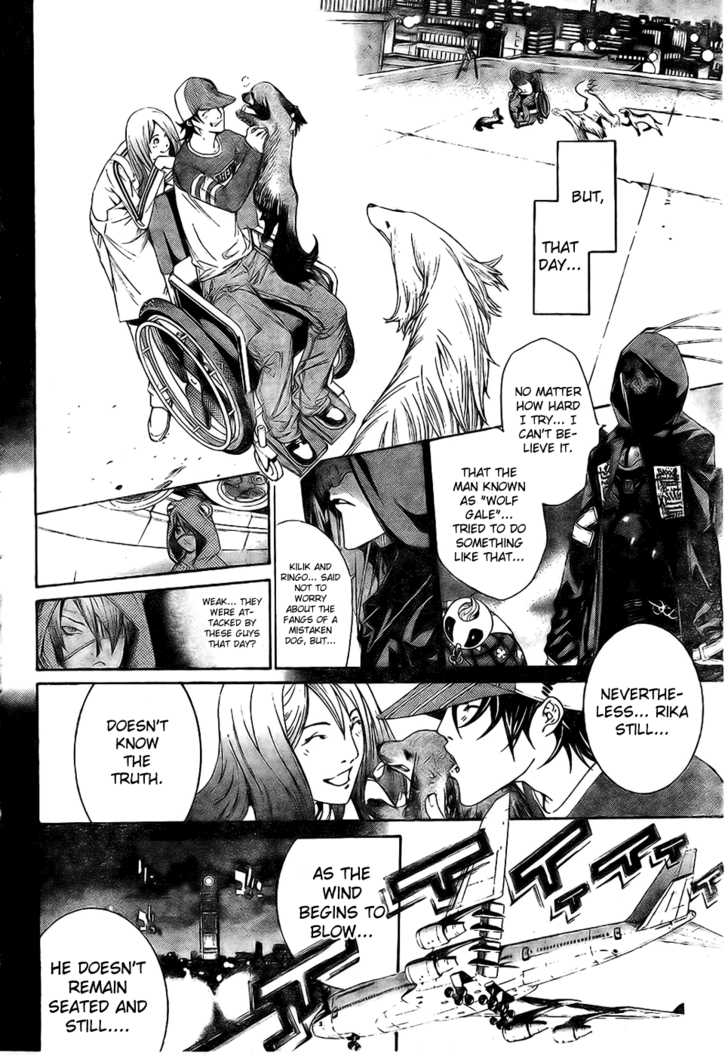 BUT,
THAT
DAY...
NO MATTER
HOW HARD
I TRY... I
CAN'T BE-
LIEVE IT.
THAT THE
MAN KNOWN
AS "WOLF
GALE"...
TRIED TO DO
SOMETHING
LIKE THAT...
KILIK AND
RINGO... SAID
NOT TO
WORRY
ABOUT THE
FANGS OF A
MISTAKEN
DOG, BUT...
WEAK... THEY
WERE AT-
TACKED BY
THESE GUYS
THAT DAY?
NEVERTHE-
LESS... RIKA
STILL...
DOESN'T
KNOW
THE
TRUTH.
AS THE
WIND
BEGINS TO
BLOW...
HE DOESN'T
REMAIN
SEATED AND
STILL....